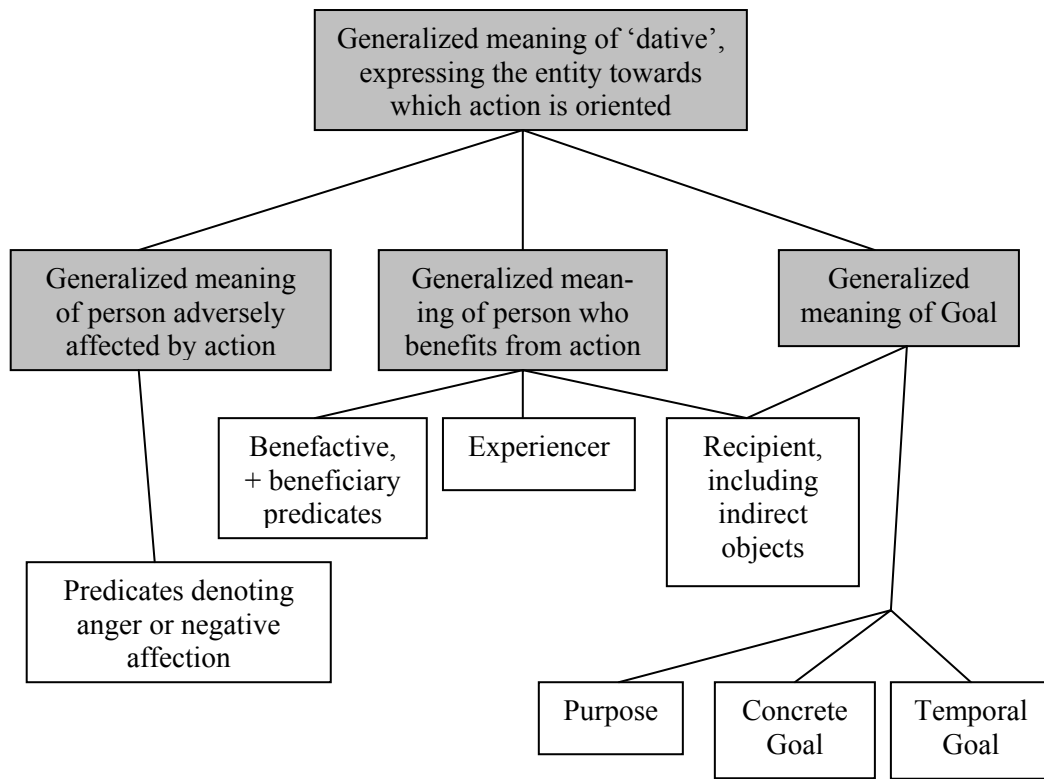 Generalized meaning of ‘dative’,
expressing the entity towards
which action is oriented
Generalized meaning
of person adversely
affected by action
Generalized mean-
ing of person who
benefits from action
Generalized
meaning of Goal
Benefactive,
+ beneficiary
predicates
Experiencer
Recipient,
including
indirect
objects
Predicates denoting
anger or negative
affection
Purpose
Concrete
Goal
Temporal
Goal